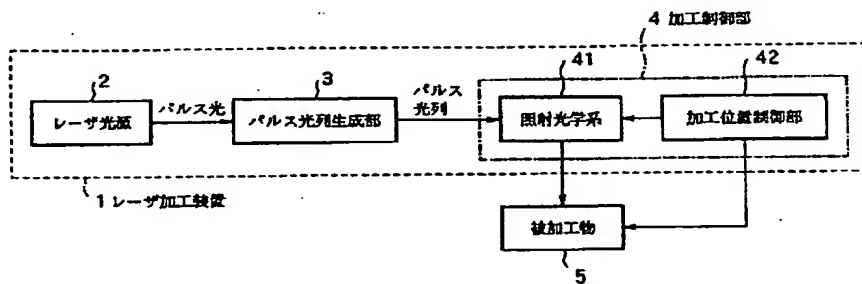 4 加工制御部
2
3
41
42
レーザ光源
パルス光
パルス光列生成部
パルス
光列
照射光学系
加工位置制御部
1 レーザ加工装置
被加工物
5